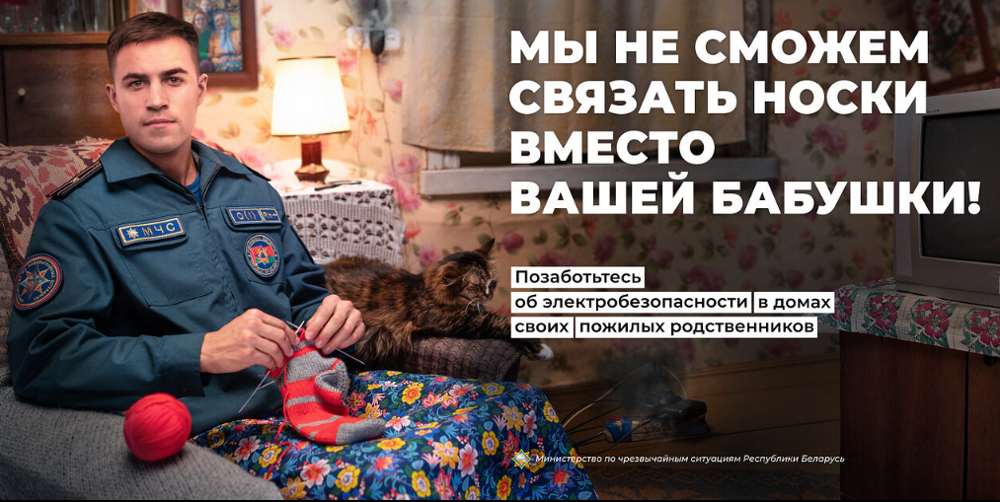 МЫ НЕ СМОЖЕМ
СВЯЗАТЬ НОСКИ
ВМЕСТО
ВАШЕЙ БАБУШКИ!
Позаботьтесь
об электробезопасности в домах
своих пожилых родственников
МЧС
Министерство по чрезвычайным ситуациям Республики Беларусь